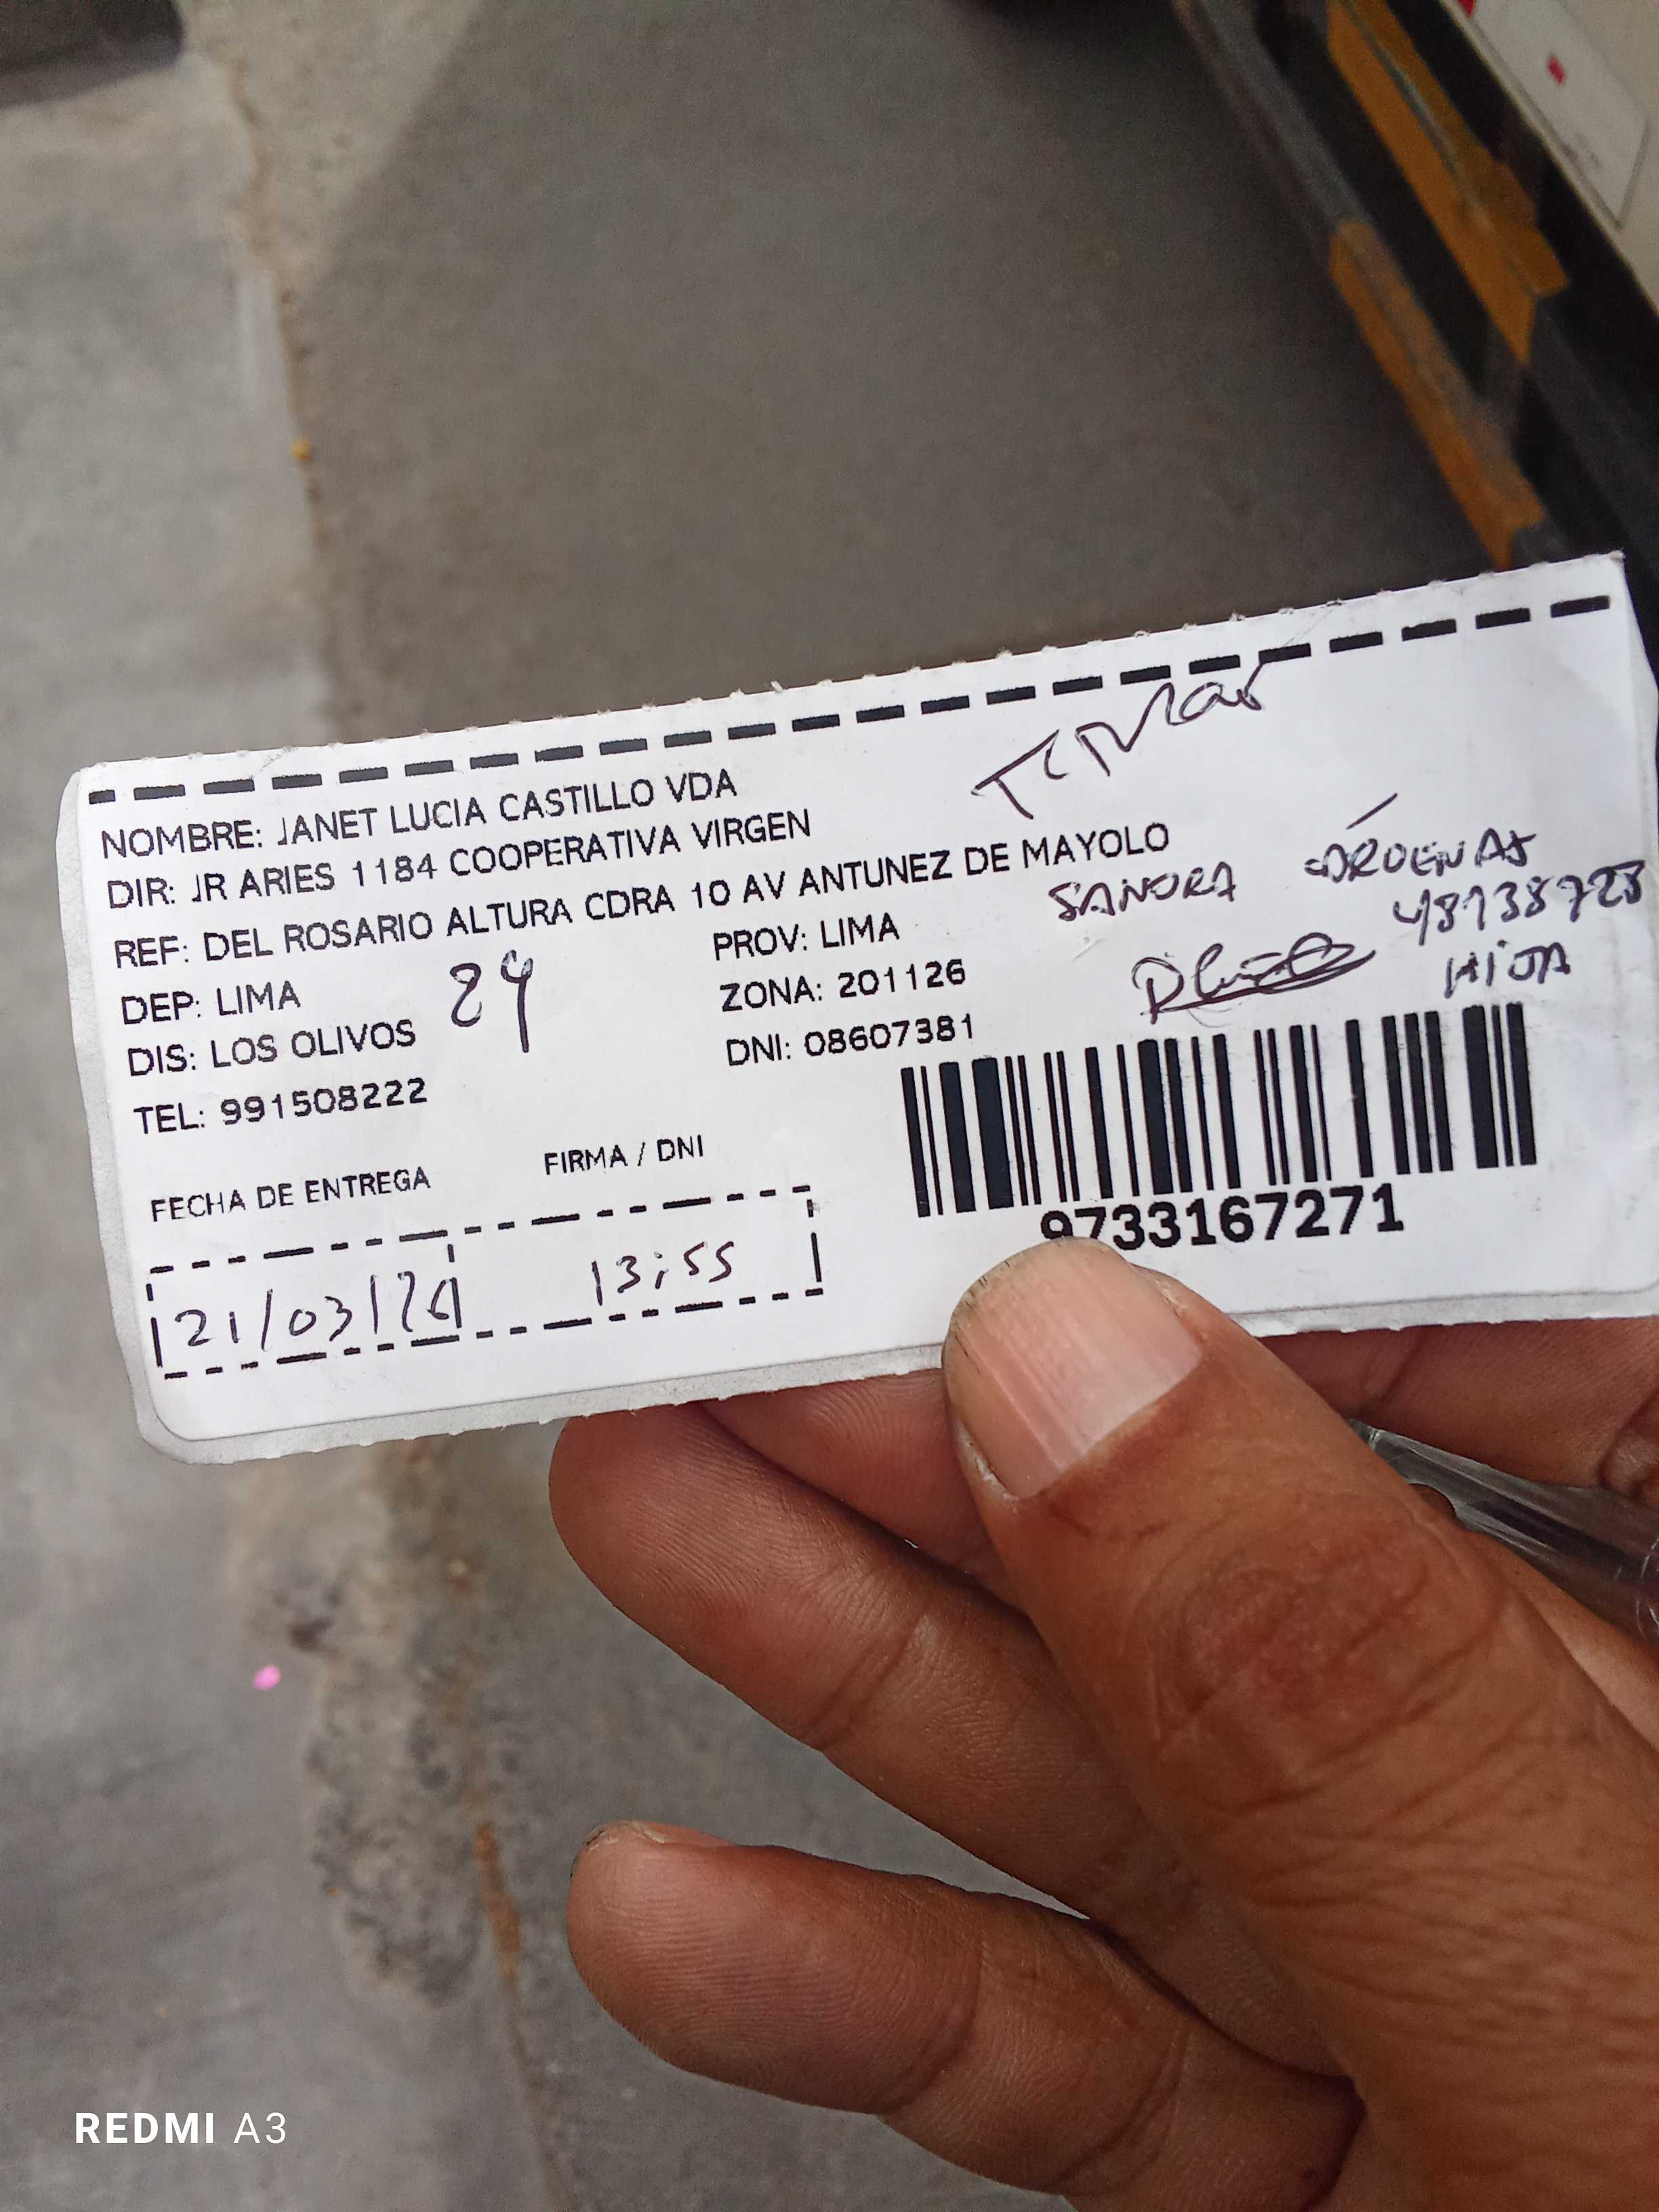 NOMBRE: JANET LUCIA CASTILLO VDA
DIR: JR ARIES 1184 COOPERATIVA VIRGEN
REF: DEL ROSARIO ALTURA CDRA 10 AV ANTUNEZ DE MAYOLO
DEP: LIMA PROV: LIMA
DIS: LOS OLIVOS 24 ZONA: 201126
TEL: 991508222 DNI: 08607381
SANDRA CARDENAS
48138728
HIJA
FECHA DE ENTREGA FIRMA / DNI
21/03/ 13:55
9733167271
REDMI A3